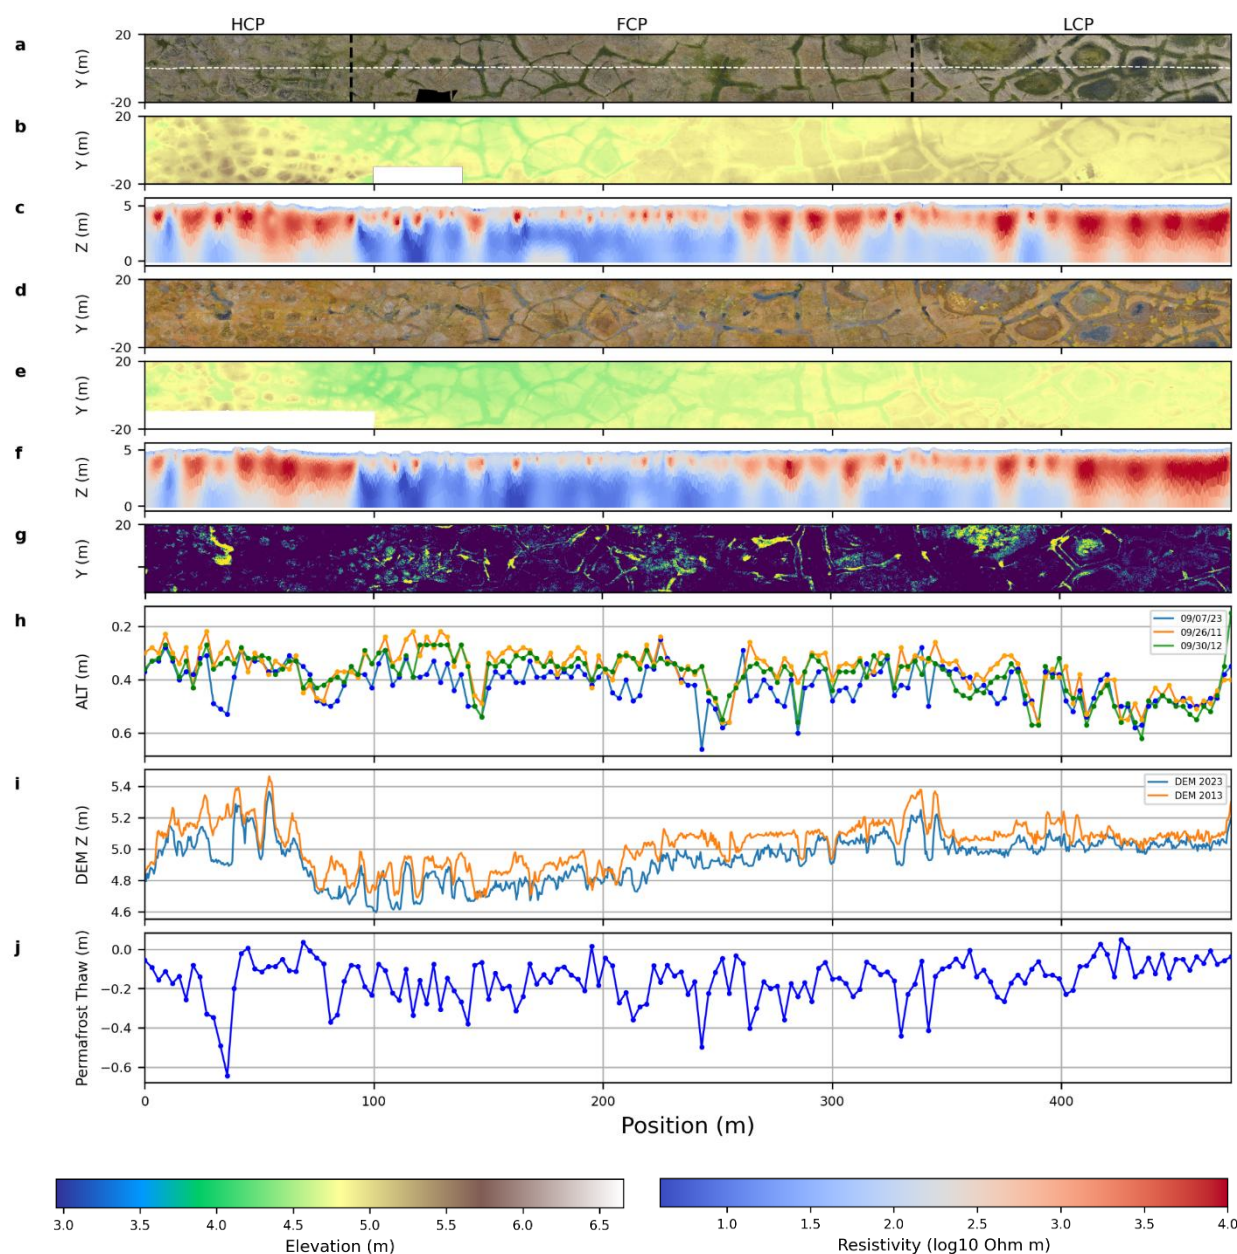 HCP FCP LCP
a
20
Y (m)
-20
b
20
Y (m)
-20
c
5
Z (m)
0
d
20
Y (m)
-20
e
20
Y (m)
-20
f
5
Z (m)
0
g
20
Y (m)
h
0.2
0.4
0.6
ALT (m)
09/07/23
09/26/11
09/30/12
i
5.4
5.2
5.0
4.8
4.6
DEM Z (m)
DEM 2023
DEM 2013
j
0.0
−0.2
−0.4
−0.6
Permafrost Thaw (m)
0 100 200 300 400
Position (m)
3.0 3.5 4.0 4.5 5.0 5.5 6.0 6.5
Elevation (m)
1.0 1.5 2.0 2.5 3.0 3.5 4.0
Resistivity (log10 Ohm m)